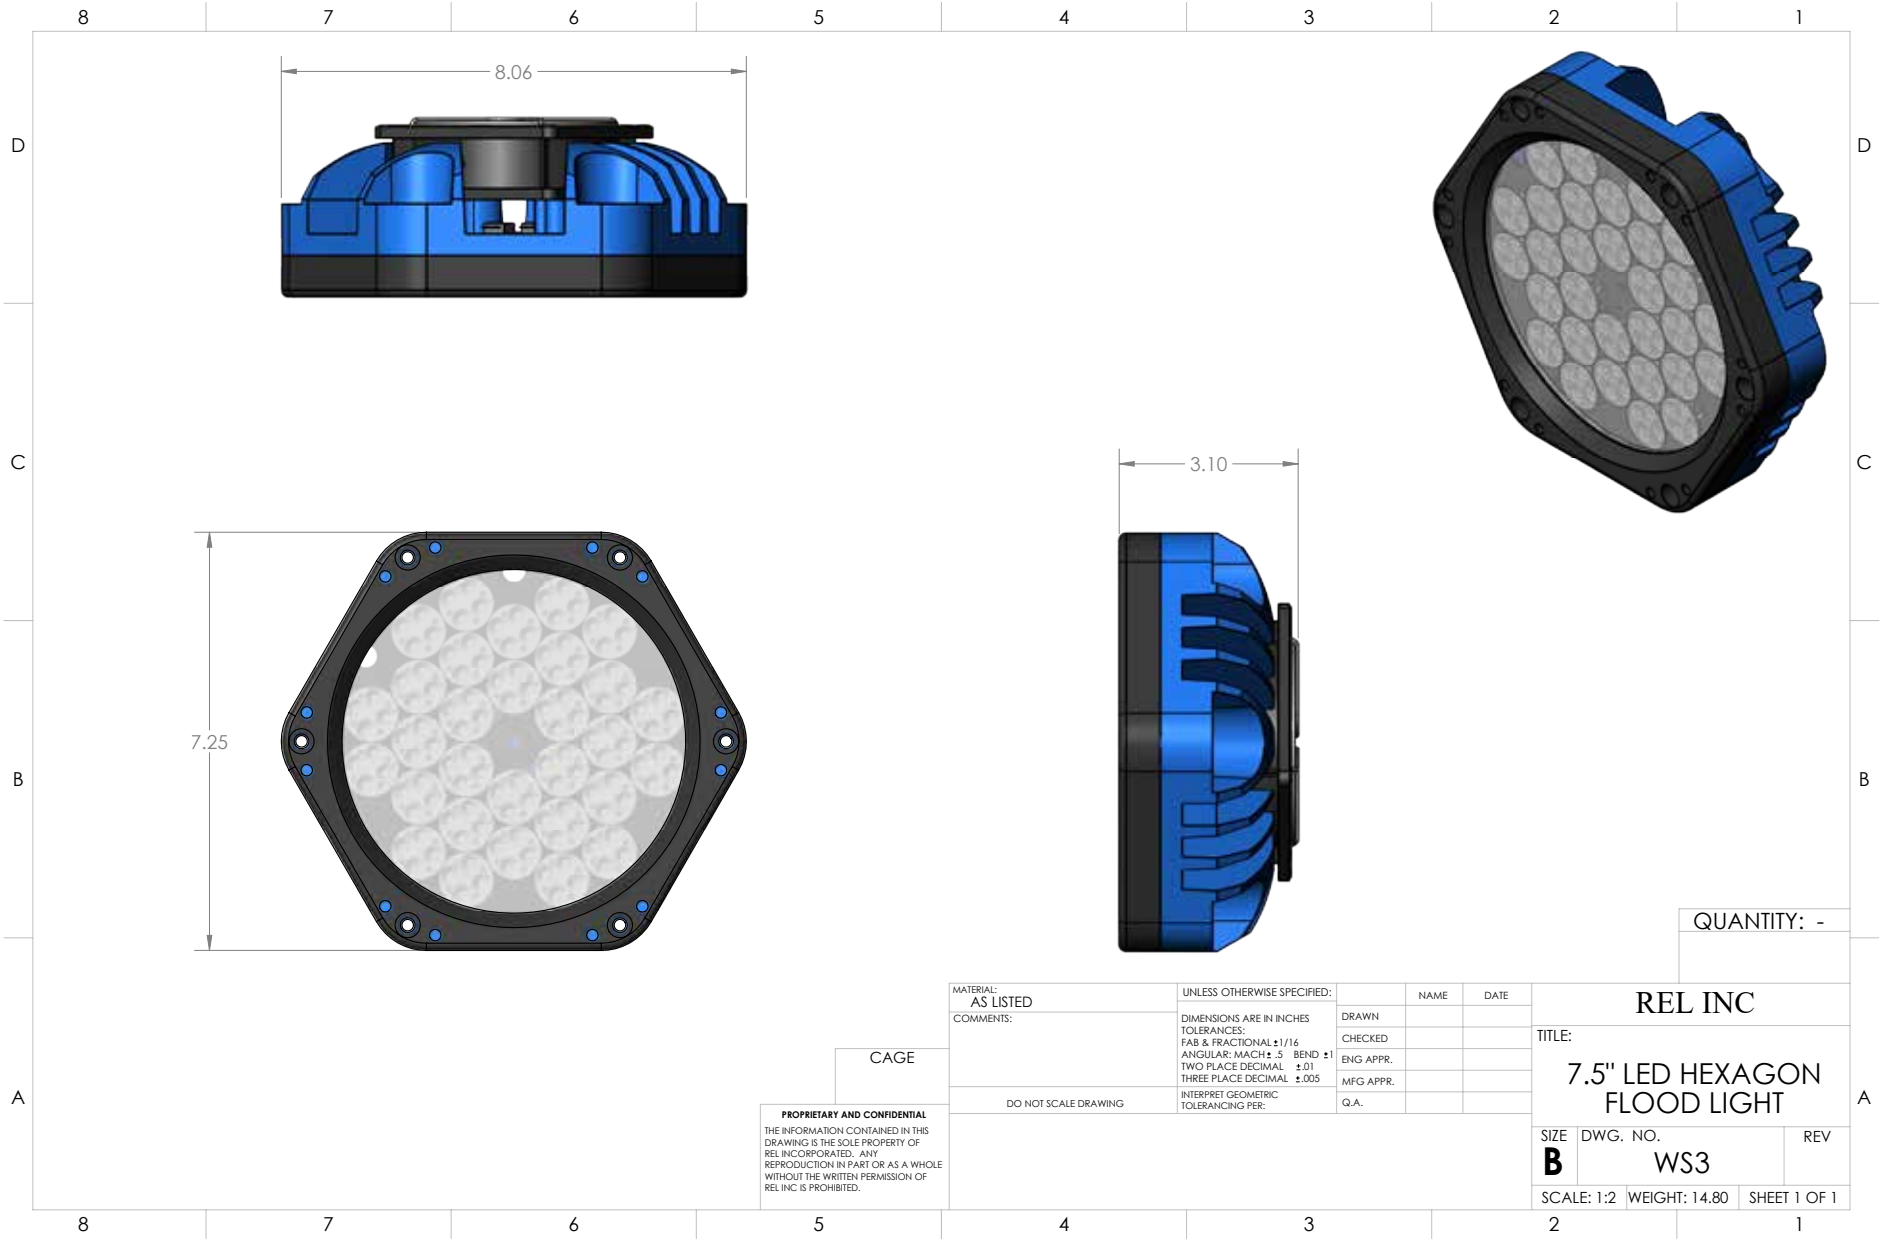 8 7 6 5 4 3 2 1
D
D
8.06
C
C
3.10
7.25
B
B
A
A
QUANTITY: -
MATERIAL:
AS LISTED
COMMENTS:
DO NOT SCALE DRAWING
CAGE
PROPRIETARY AND CONFIDENTIAL
THE INFORMATION CONTAINED IN THIS
DRAWING IS THE SOLE PROPERTY OF
REL INCORPORATED. ANY
REPRODUCTION IN PART OR AS A WHOLE
WITHOUT THE WRITTEN PERMISSION OF
REL INC IS PROHIBITED.
UNLESS OTHERWISE SPECIFIED:
DIMENSIONS ARE IN INCHES
TOLERANCES:
FAB & FRACTIONAL ±1/16
ANGULAR: MACH ± .5 BEND ±1
TWO PLACE DECIMAL ±.01
THREE PLACE DECIMAL ±.005
INTERPRET GEOMETRIC
TOLERANCING PER:
NAME DATE
DRAWN
CHECKED
ENG APPR.
MFG APPR.
Q.A.
REL INC
TITLE:
7.5" LED HEXAGON
FLOOD LIGHT
SIZE DWG. NO. REV
B WS3
SCALE: 1:2 WEIGHT: 14.80 SHEET 1 OF 1
8 7 6 5 4 3 2 1